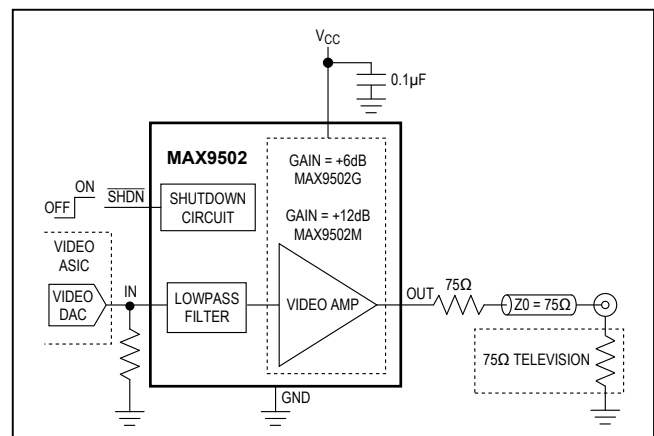 VCC
0.1µF
MAX9502
GAIN = +6dB
MAX9502G
GAIN = +12dB
MAX9502M
ON
OFF
SHDN
SHUTDOWN
CIRCUIT
VIDEO
ASIC
VIDEO
DAC
IN
LOWPASS
FILTER
VIDEO AMP
OUT
75Ω
Z0 = 75Ω
75Ω TELEVISION
GND